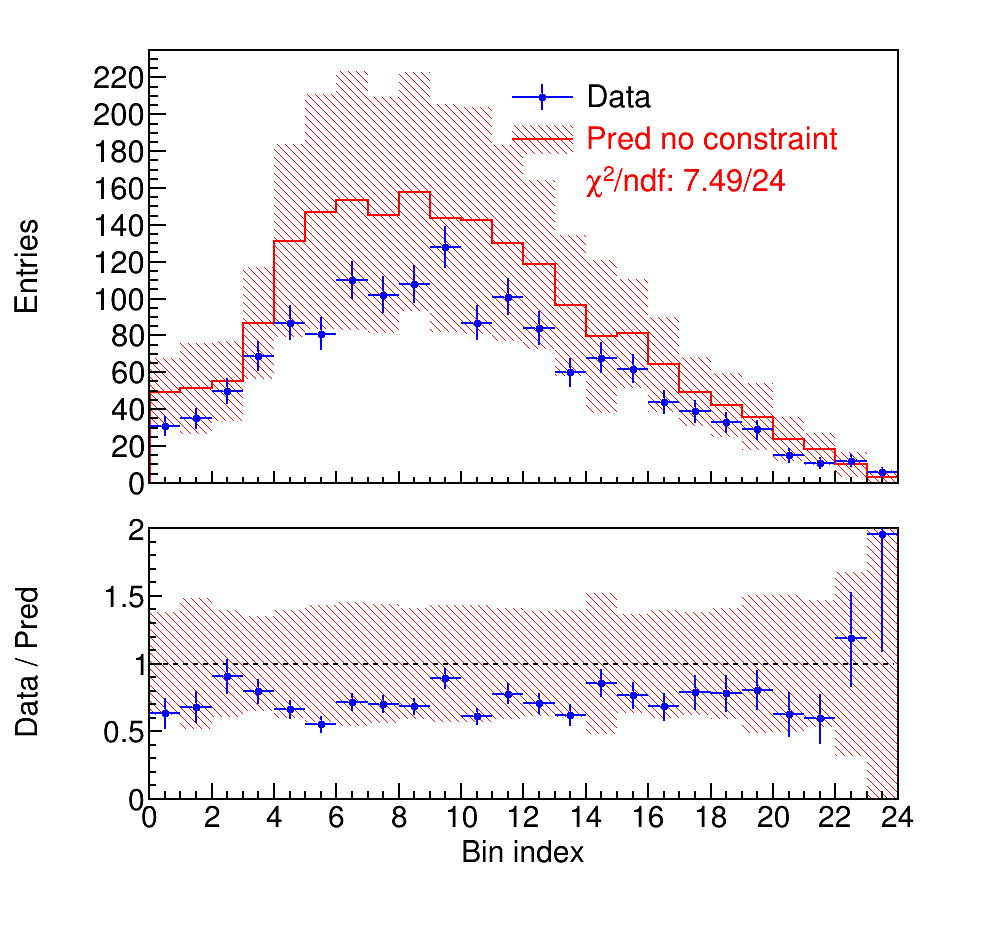 Entries
220
200
180
160
140
120
100
80
60
40
20
0
Data
Pred no constraint
χ²/ndf: 7.49/24
Data / Pred
2
1.5
1
0.5
0
0 2 4 6 8 10 12 14 16 18 20 22 24
Bin index